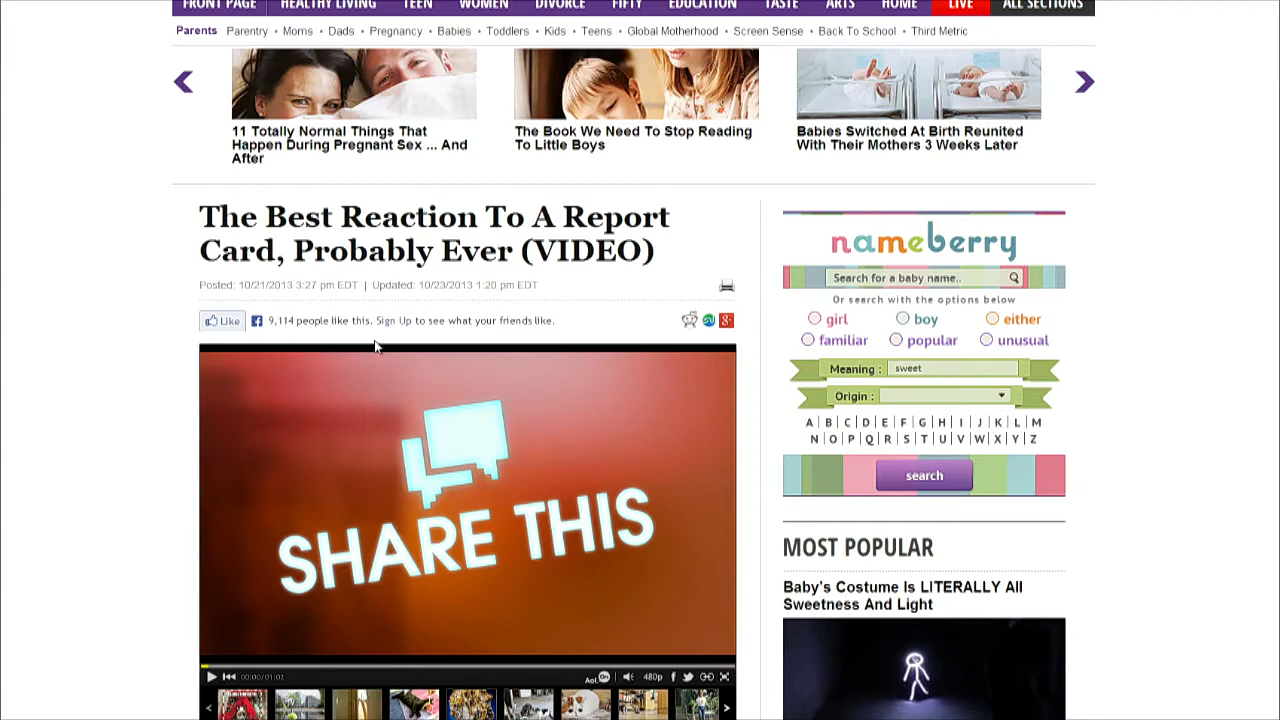 FRONT PAGE HEALTHY LIVING TEEN WOMEN DIVORCE FIFTY EDUCATION TASTE ARTS HOME LIVE ALL SECTIONS
Parents Parentry • Moms • Dads • Pregnancy • Babies • Toddlers • Kids • Teens • Global Motherhood • Screen Sense • Back To School • Third Metric
11 Totally Normal Things That
Happen During Pregnant Sex ... And
After
The Book We Need To Stop Reading
To Little Boys
Babies Switched At Birth Reunited
With Their Mothers 3 Weeks Later
The Best Reaction To A Report
Card, Probably Ever (VIDEO)
Posted: 10/21/2013 3:27 pm EDT | Updated: 10/23/2013 1:20 pm EDT
Like 9,114 people like this. Sign Up to see what your friends like.
SHARE THIS
00:00/01:02 Aol. On 480p
nameberry
Search for a baby name..
Or search with the options below
girl boy either
familiar popular unusual
Meaning : sweet
Origin :
A B C D E F G H I J K L M
N O P Q R S T U V W X Y Z
search
MOST POPULAR
Baby's Costume Is LITERALLY All
Sweetness And Light